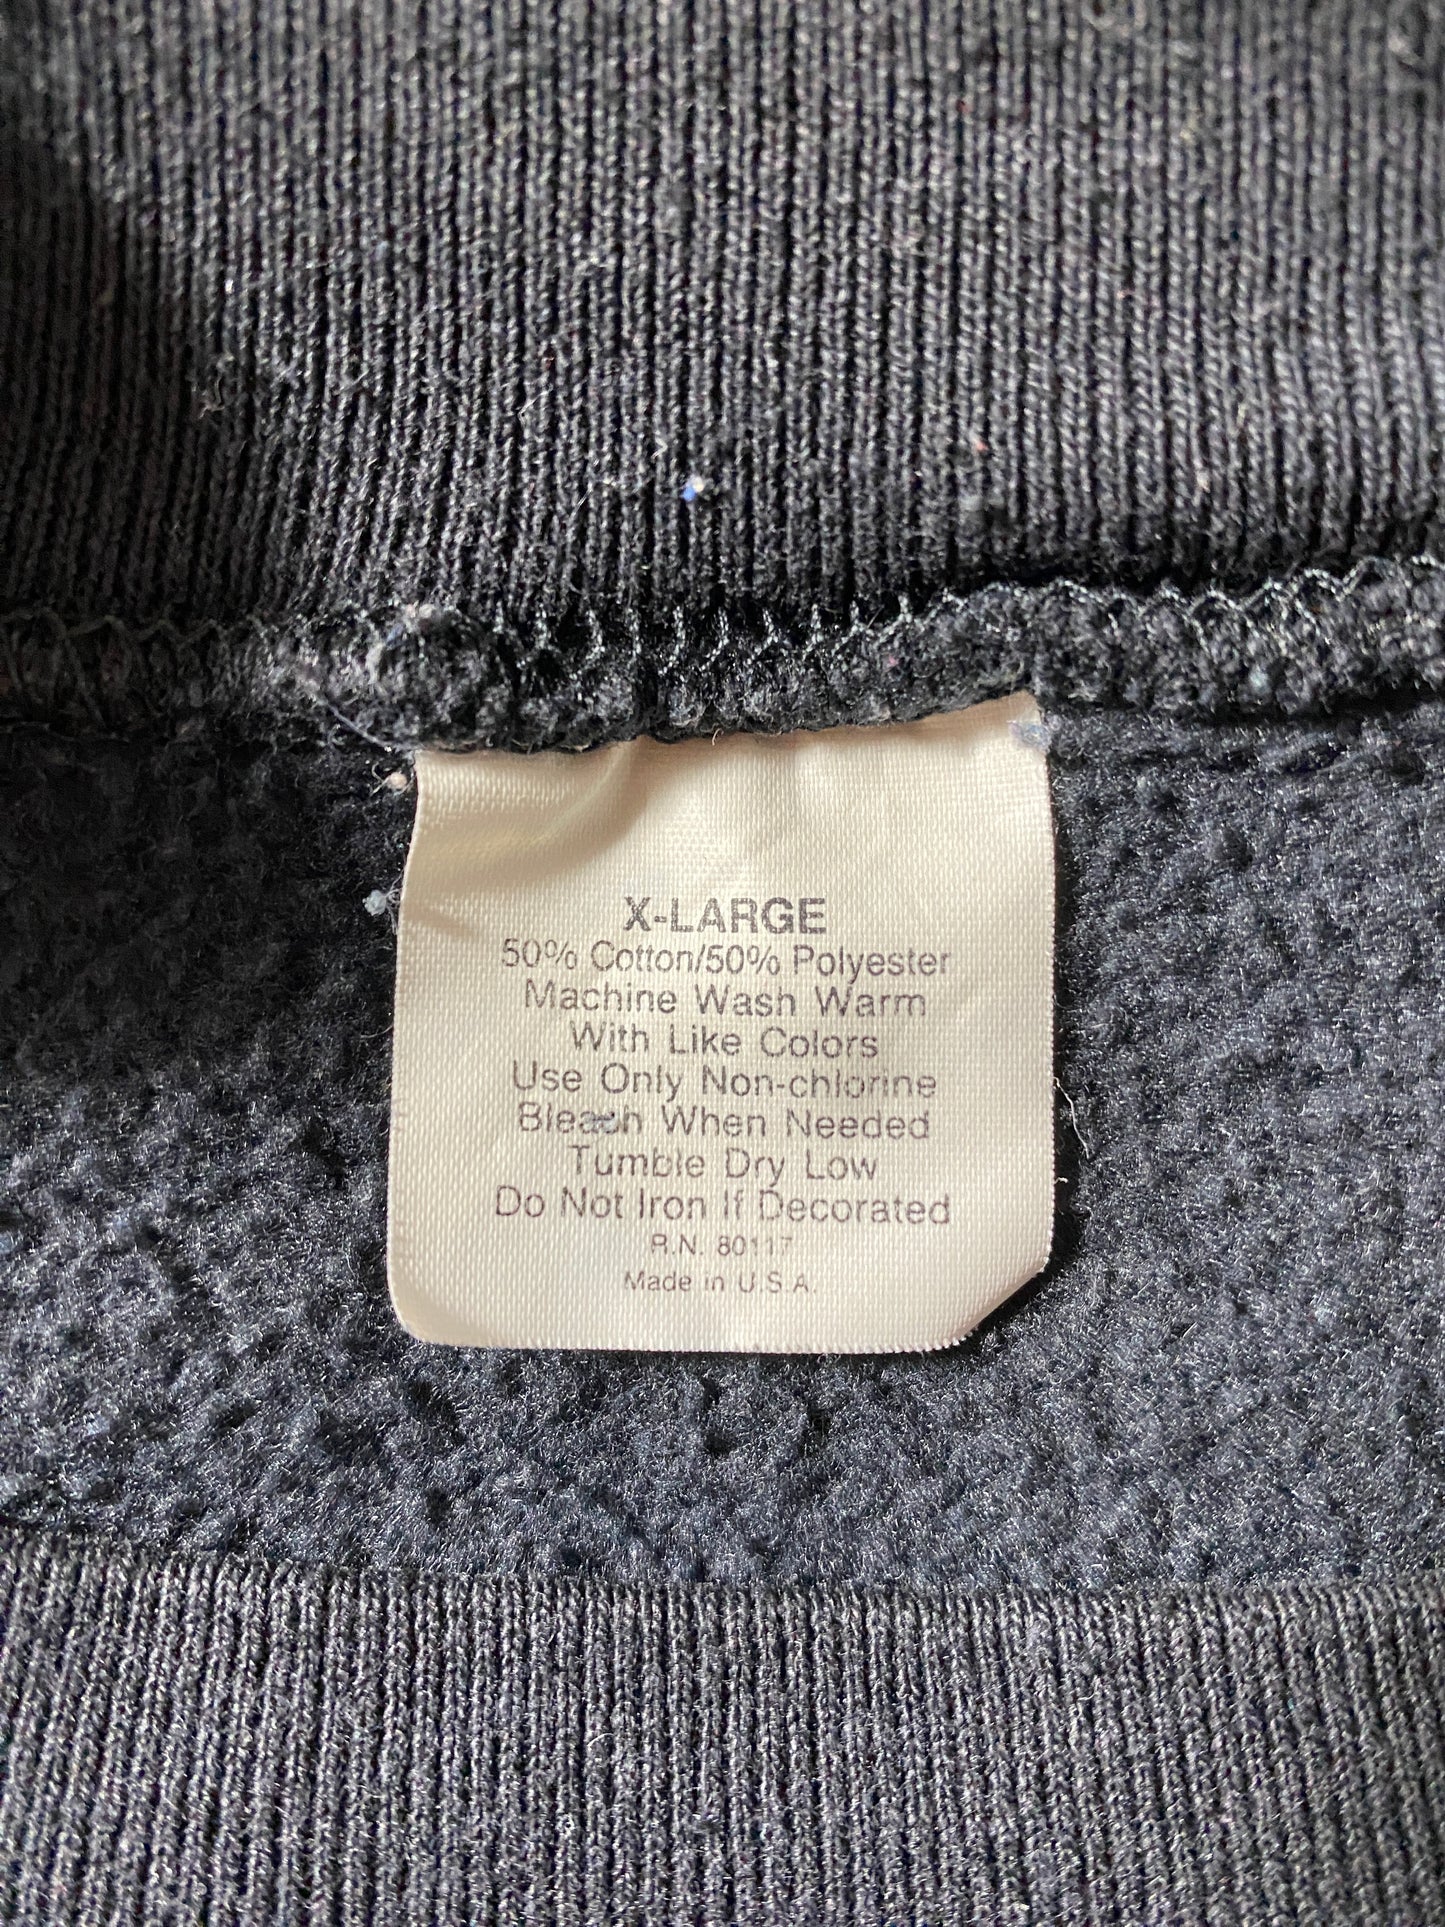 X-LARGE
50% Cotton/50% Polyester
Machine Wash Warm
With Like Colors
Use Only Non-chlorine
Bleach When Needed
Tumble Dry Low
Do Not Iron If Decorated
R.N. 80117
Made in U.S.A.